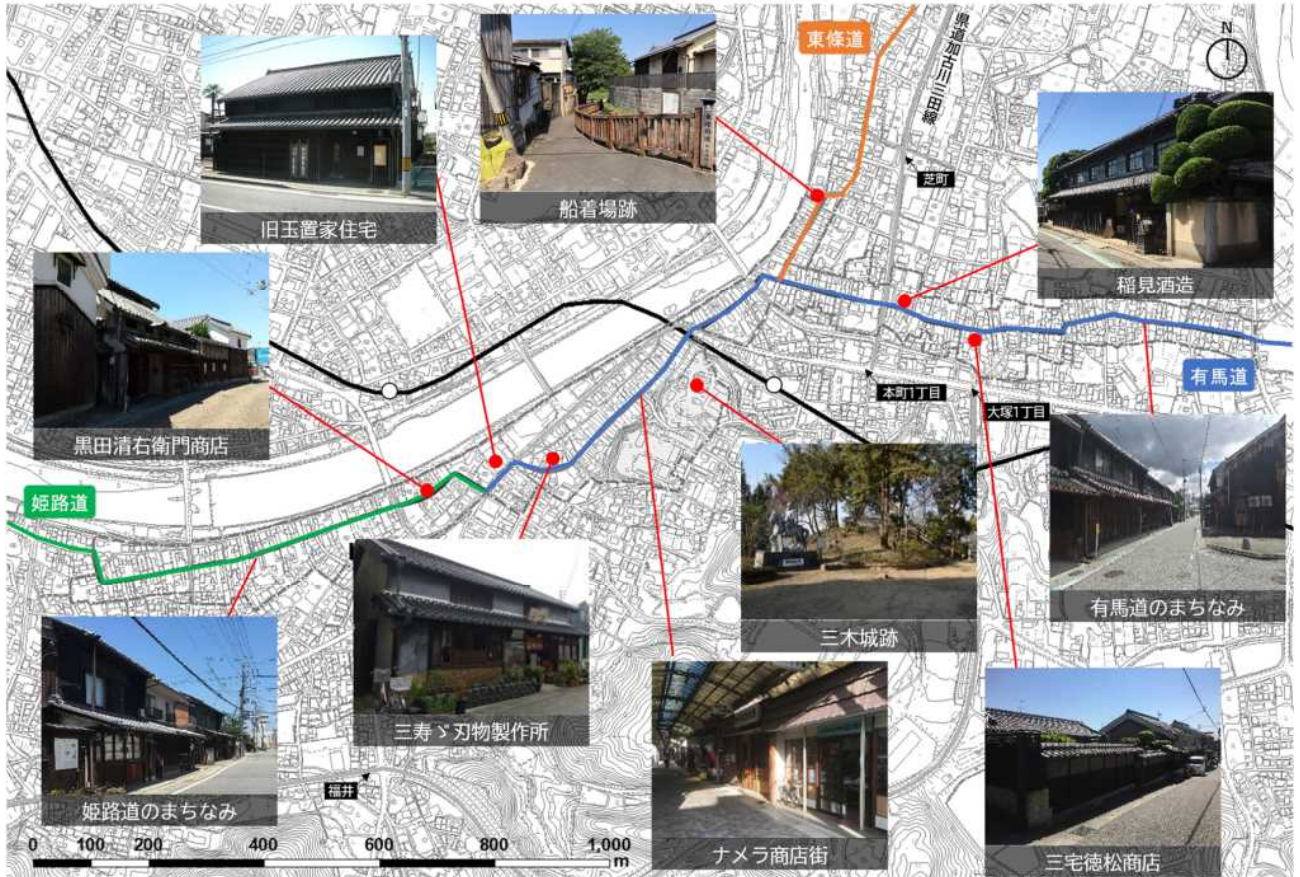 東條道
県道加古川三田線
N
芝町
旧玉置家住宅
船着場跡
稲見酒造
黒田清右衛門商店
有馬道
本町1丁目
大塚1丁目
姫路道
三寿ゞ刃物製作所
三木城跡
有馬道のまちなみ
姫路道のまちなみ
福井
ナメラ商店街
三宅徳松商店
0 100 200 400 600 800 1,000
m